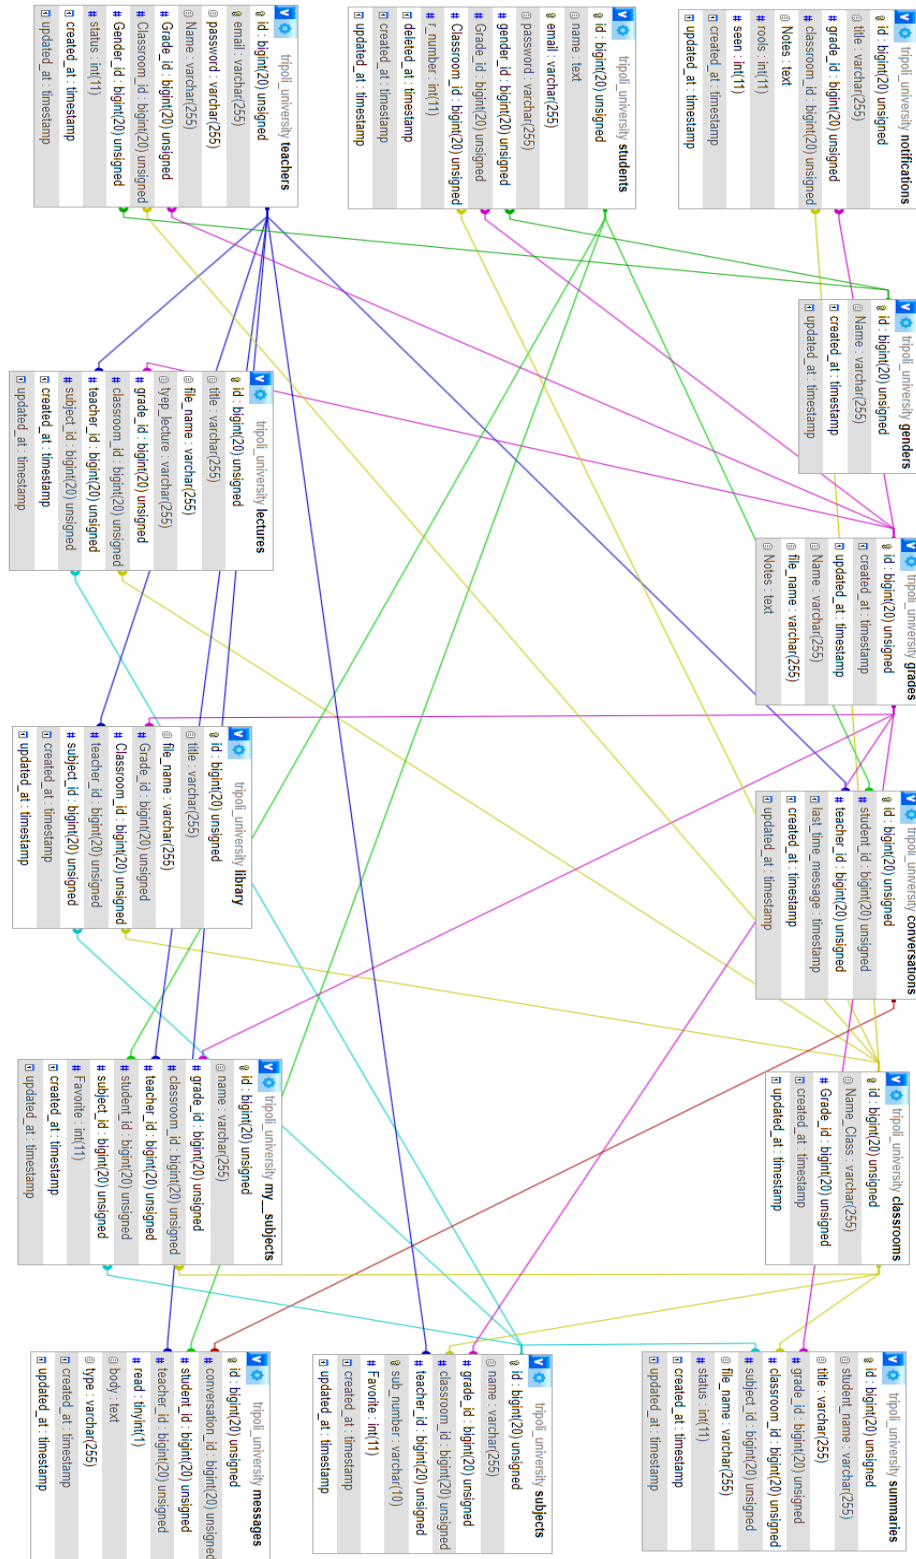 tripoli_university notifications
id : bigint(20) unsigned
title : varchar(255)
# grade_id : bigint(20) unsigned
# classroom_id : bigint(20) unsigned
Notes : text
# rools : int(11)
# seen : int(11)
created_at : timestamp
updated_at : timestamp
tripoli_university genders
id : bigint(20) unsigned
Name : varchar(255)
created_at : timestamp
updated_at : timestamp
tripoli_university grades
id : bigint(20) unsigned
created_at : timestamp
updated_at : timestamp
Name : varchar(255)
file_name : varchar(255)
Notes : text
tripoli_university conversations
id : bigint(20) unsigned
# student_id : bigint(20) unsigned
# teacher_id : bigint(20) unsigned
last_time_message : timestamp
created_at : timestamp
updated_at : timestamp
tripoli_university classrooms
id : bigint(20) unsigned
Name_Class : varchar(255)
# Grade_id : bigint(20) unsigned
created_at : timestamp
updated_at : timestamp
tripoli_university summaries
id : bigint(20) unsigned
student_name : varchar(255)
title : varchar(255)
# grade_id : bigint(20) unsigned
# classroom_id : bigint(20) unsigned
# subject_id : bigint(20) unsigned
file_name : varchar(255)
# status : int(11)
created_at : timestamp
updated_at : timestamp
tripoli_university students
id : bigint(20) unsigned
name : text
email : varchar(255)
password : varchar(255)
# gender_id : bigint(20) unsigned
# Grade_id : bigint(20) unsigned
# Classroom_id : bigint(20) unsigned
# r_number : int(11)
deleted_at : timestamp
created_at : timestamp
updated_at : timestamp
tripoli_university subjects
id : bigint(20) unsigned
name : varchar(255)
# grade_id : bigint(20) unsigned
# classroom_id : bigint(20) unsigned
# teacher_id : bigint(20) unsigned
sub_number : varchar(10)
# Favorite : int(11)
created_at : timestamp
updated_at : timestamp
tripoli_university teachers
id : bigint(20) unsigned
email : varchar(255)
password : varchar(255)
Name : varchar(255)
# Grade_id : bigint(20) unsigned
# Classroom_id : bigint(20) unsigned
# Gender_id : bigint(20) unsigned
# status : int(11)
created_at : timestamp
updated_at : timestamp
tripoli_university lectures
id : bigint(20) unsigned
title : varchar(255)
file_name : varchar(255)
tyep_lecture : varchar(255)
# grade_id : bigint(20) unsigned
# classroom_id : bigint(20) unsigned
# teacher_id : bigint(20) unsigned
# subject_id : bigint(20) unsigned
created_at : timestamp
updated_at : timestamp
tripoli_university library
id : bigint(20) unsigned
title : varchar(255)
file_name : varchar(255)
# Grade_id : bigint(20) unsigned
# Classroom_id : bigint(20) unsigned
# teacher_id : bigint(20) unsigned
# subject_id : bigint(20) unsigned
created_at : timestamp
updated_at : timestamp
tripoli_university my__subjects
id : bigint(20) unsigned
name : varchar(255)
# grade_id : bigint(20) unsigned
# classroom_id : bigint(20) unsigned
# teacher_id : bigint(20) unsigned
# student_id : bigint(20) unsigned
# subject_id : bigint(20) unsigned
# Favorite : int(11)
created_at : timestamp
updated_at : timestamp
tripoli_university messages
id : bigint(20) unsigned
# conversation_id : bigint(20) unsigned
# student_id : bigint(20) unsigned
# teacher_id : bigint(20) unsigned
# read : tinyint(1)
body : text
type : varchar(255)
created_at : timestamp
updated_at : timestamp